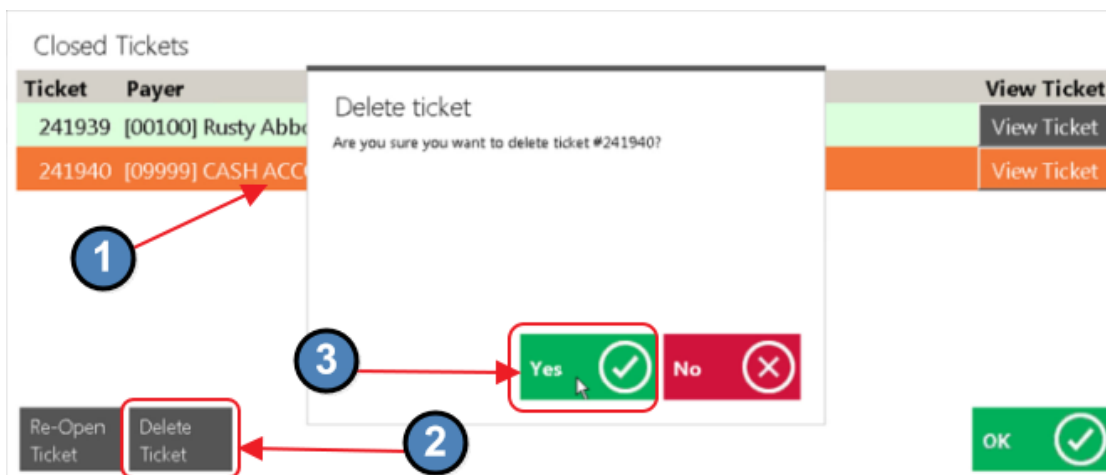 Closed Tickets
Ticket Payer View Ticket
241939 [00100] Rusty Abb View Ticket
241940 [09999] CASH ACC View Ticket
Delete ticket
Are you sure you want to delete ticket #241940?
1
3
Yes No
Re-Open
Ticket
Delete
Ticket
2
OK